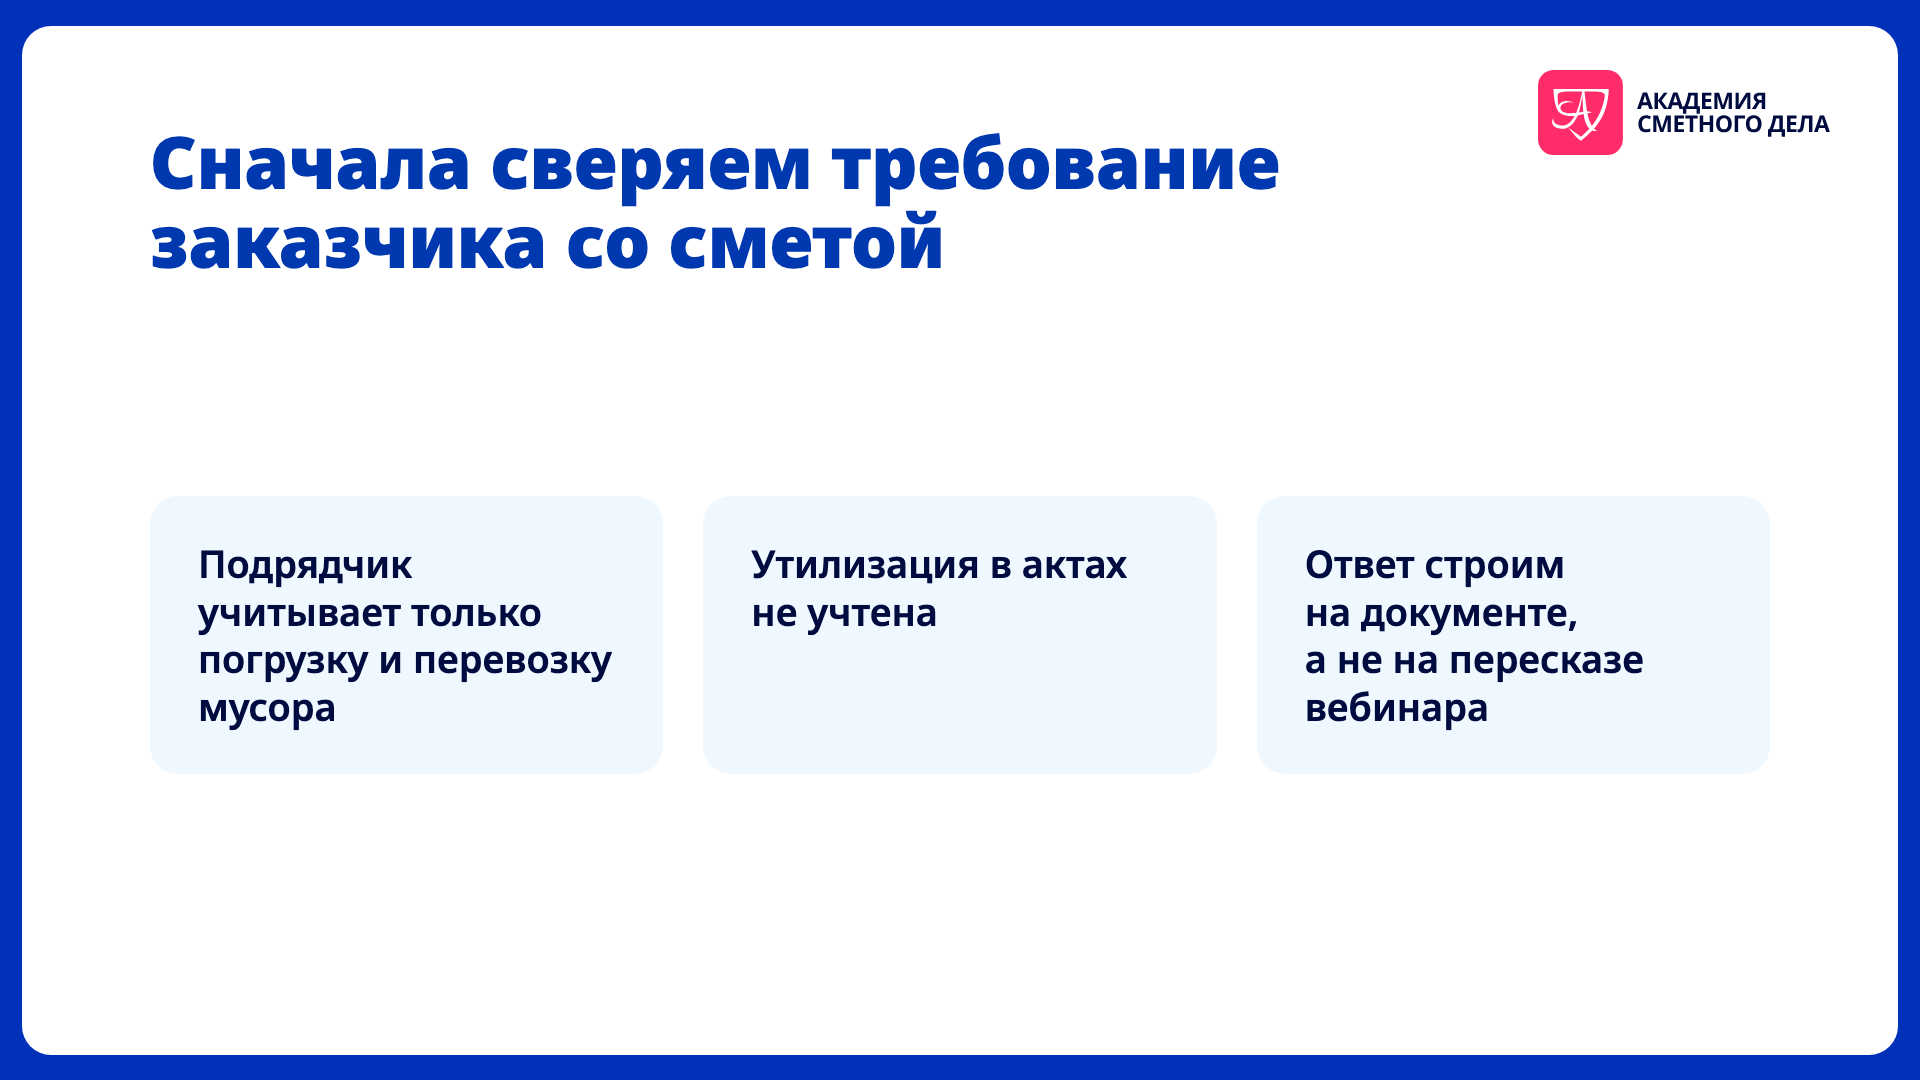 АКАДЕМИЯ
СМЕТНОГО ДЕЛА
Сначала сверяем требование
заказчика со сметой
Подрядчик
учитывает только
погрузку и перевозку
мусора
Утилизация в актах
не учтена
Ответ строим
на документе,
а не на пересказе
вебинара